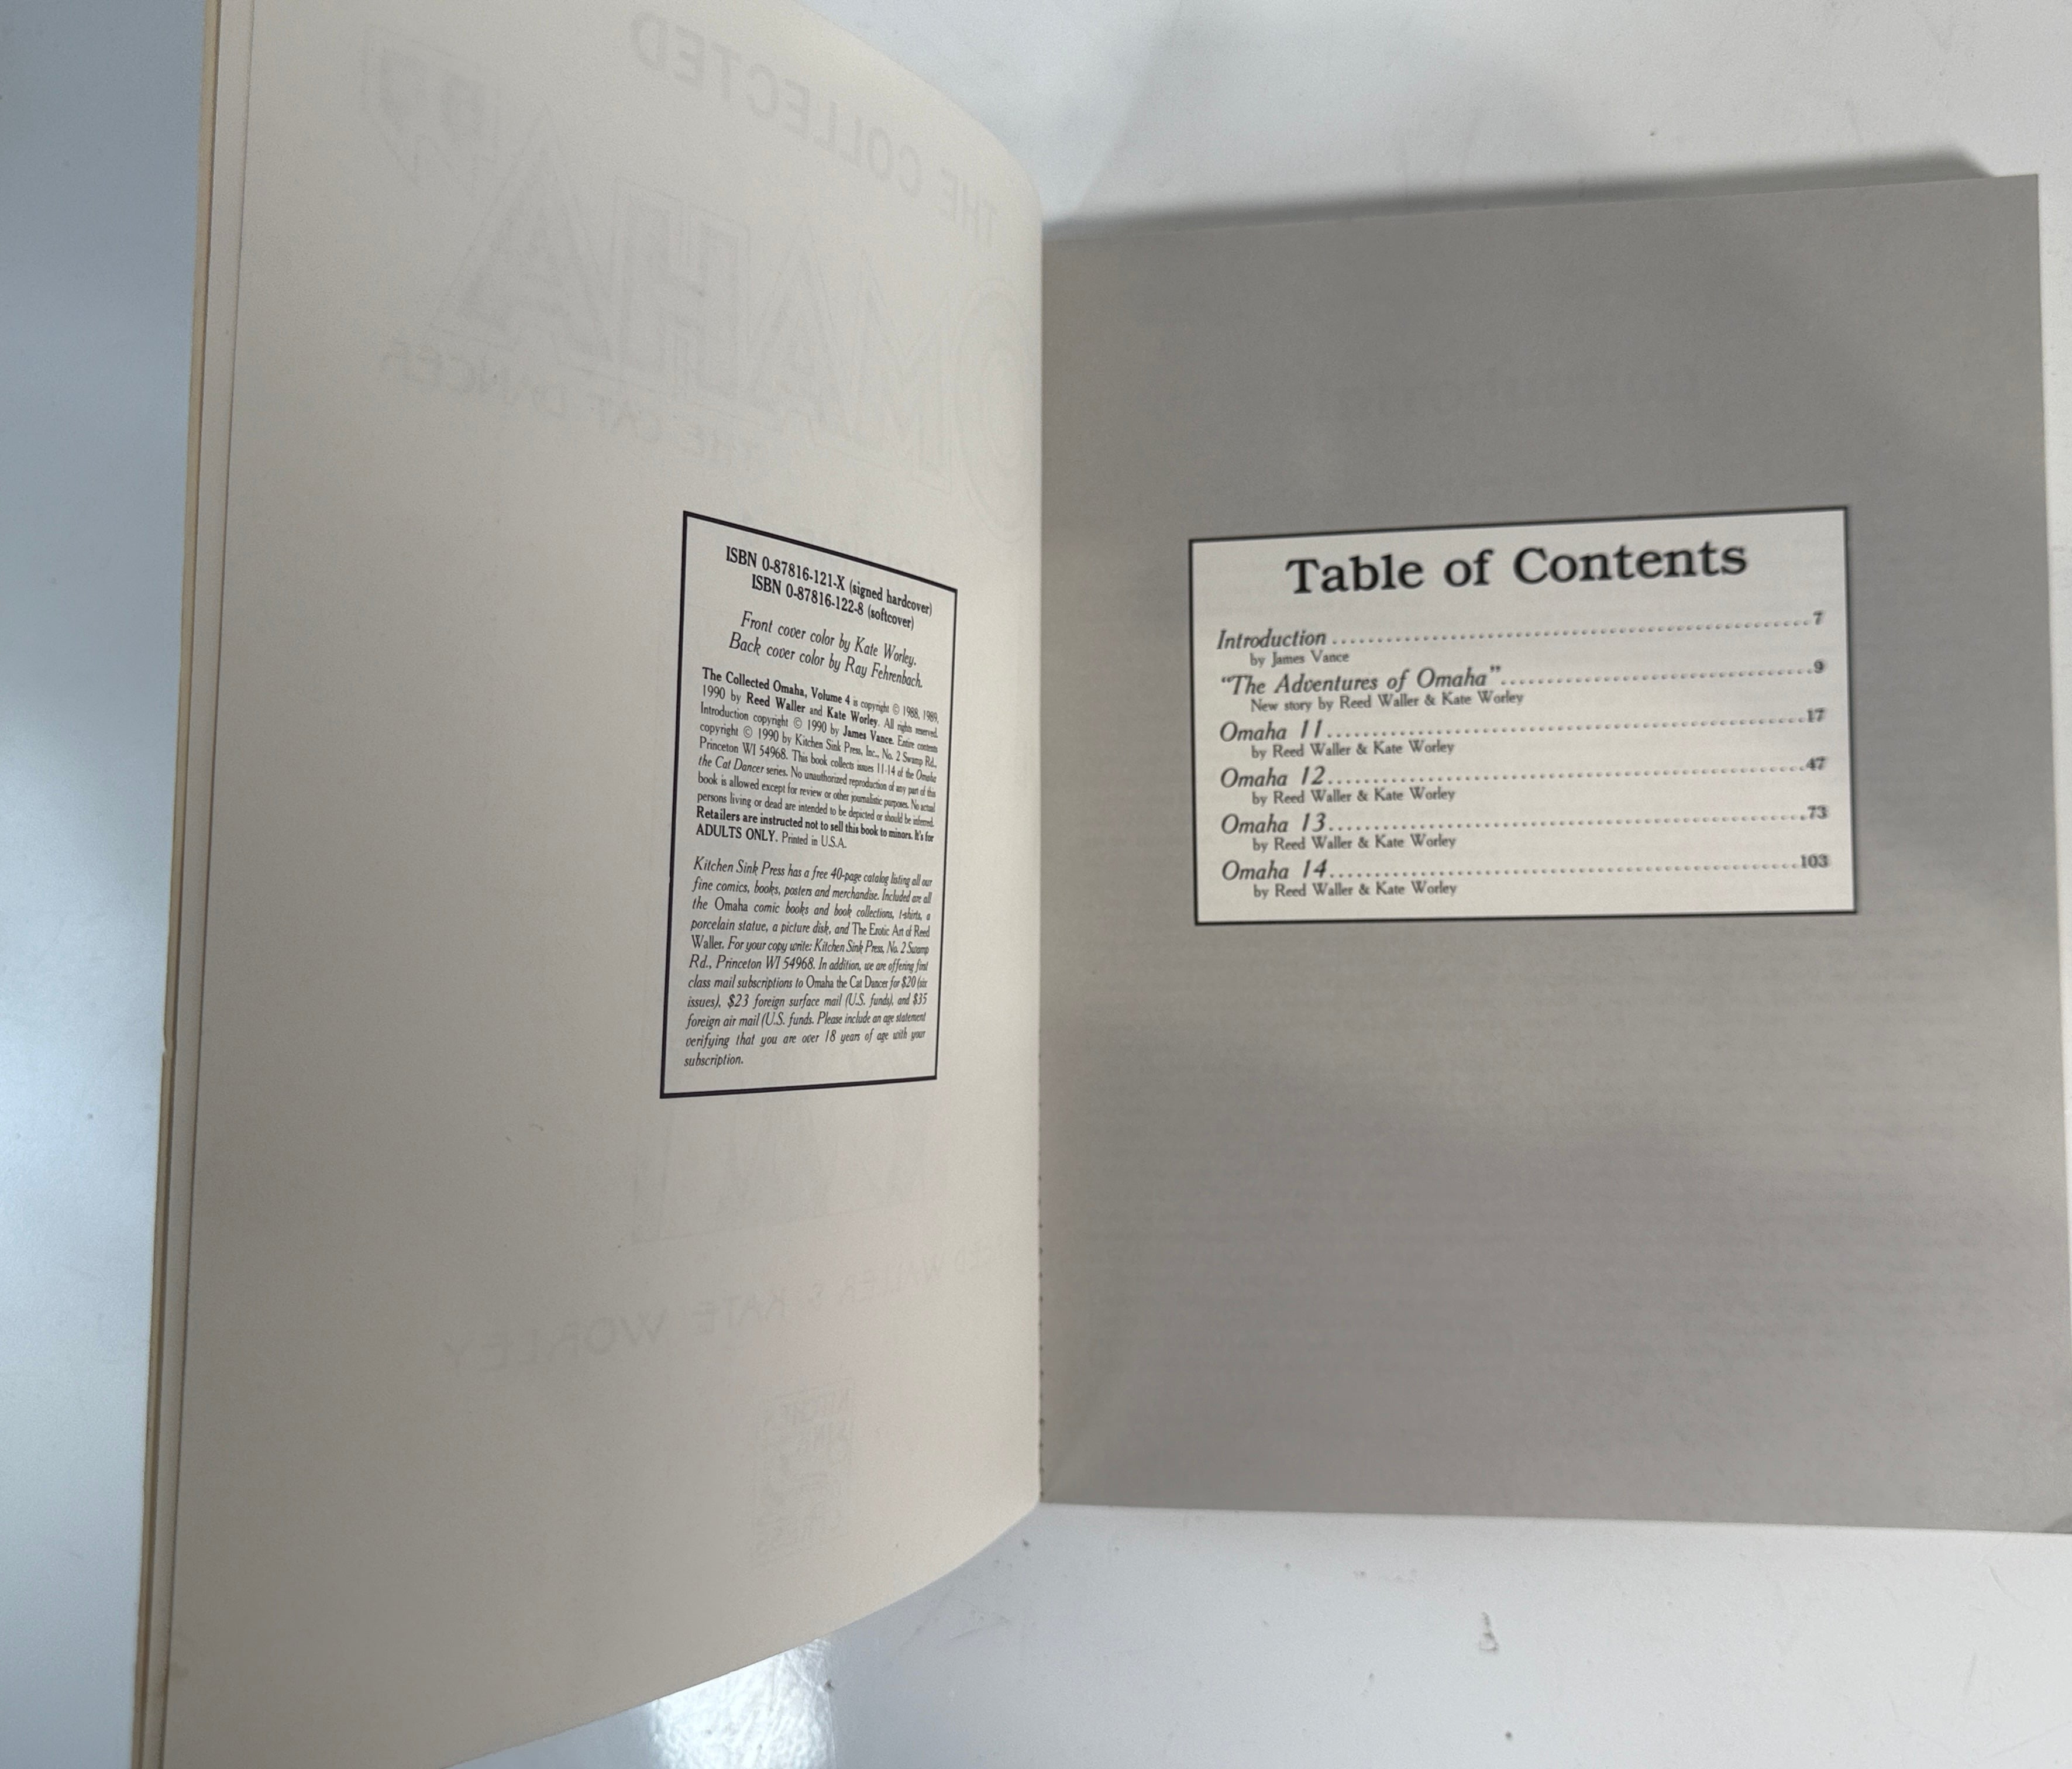 ISBN 0-87816-121-X (signed hardcover)
ISBN 0-87816-122-8 (softcover)
Front cover color by Kate Worley.
Back cover color by Ray Fehrenbach.
The Collected Omaha, Volume 4 is copyright © 1988, 1989,
1990 by Reed Waller and Kate Worley. All rights reserved.
Introduction copyright © 1990 by James Vance. Entire contents
copyright © 1990 by Kitchen Sink Press, Inc., No. 2 Swamp Rd.,
Princeton WI 54968. This book collects issues 11-14 of the Omaha
the Cat Dancer series. No unauthorized reproduction of any part of this
book is allowed except for review or other journalistic purposes. No actual
persons living or dead are intended to be depicted or should be inferred.
Retailers are instructed not to sell this book to minors. It's for
ADULTS ONLY. Printed in U.S.A.
Kitchen Sink Press has a free 40-page catalog listing all our
fine comics, books, posters and merchandise. Included are all
the Omaha comic books and book collections, t-shirts, a
porcelain statue, a picture disk, and The Erotic Art of Reed
Waller. For your copy write: Kitchen Sink Press, No. 2 Swamp
Rd., Princeton WI 54968. In addition, we are offering first
class mail subscriptions to Omaha the Cat Dancer for $20 (six
issues), $23 foreign surface mail (U.S. funds), and $35
foreign air mail (U.S. funds. Please include an age statement
verifying that you are over 18 years of age with your
subscription.
Table of Contents
Introduction ........................................ 7
by James Vance
"The Adventures of Omaha" ........................................ 9
New story by Reed Waller & Kate Worley
Omaha 11 ........................................ 17
by Reed Waller & Kate Worley
Omaha 12 ........................................ 47
by Reed Waller & Kate Worley
Omaha 13 ........................................ 73
by Reed Waller & Kate Worley
Omaha 14 ........................................ 103
by Reed Waller & Kate Worley